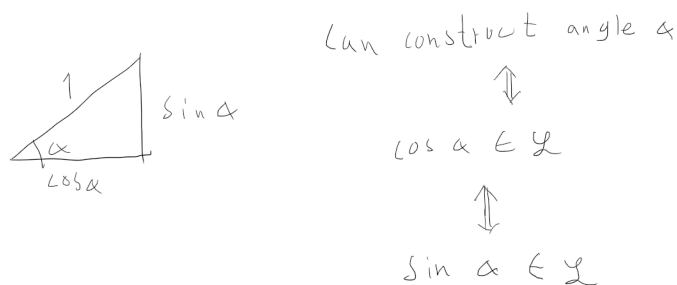 1
sin α
α
cos α
Can construct angle α
⇕
cos α ∈ ℒ
⇕
sin α ∈ ℒ